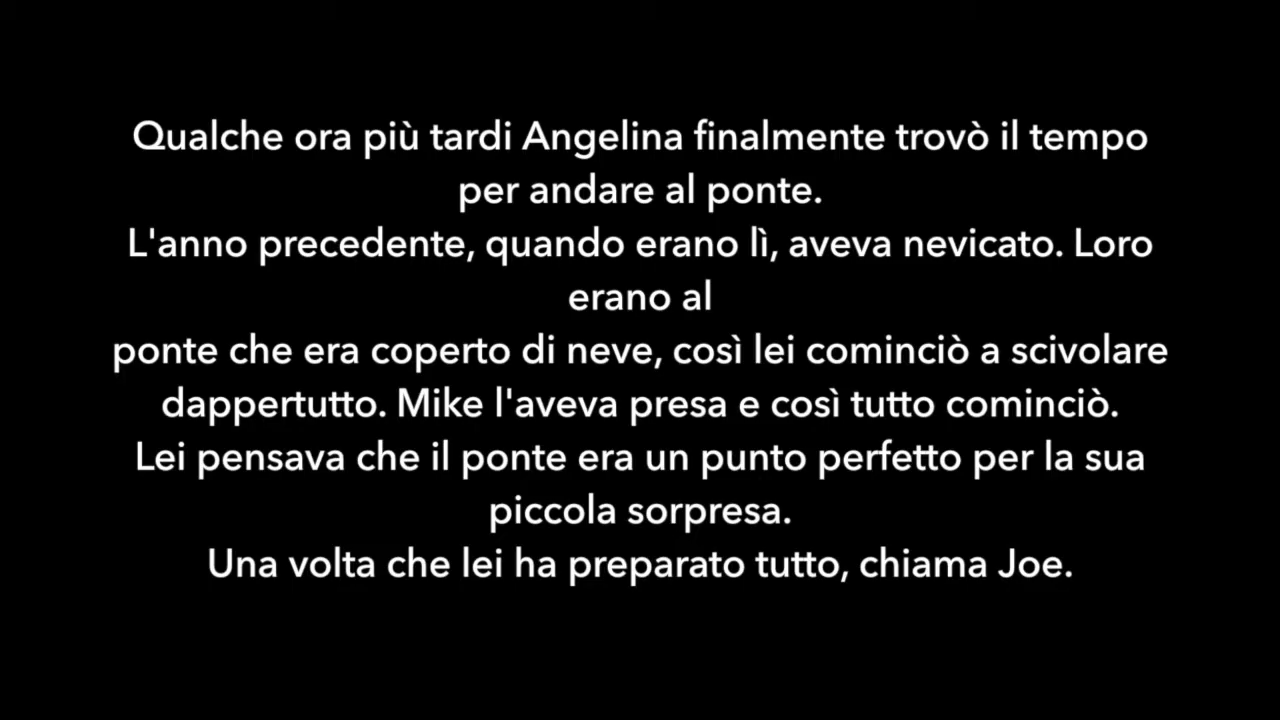 Qualche ora più tardi Angelina finalmente trovò il tempo
per andare al ponte.
L'anno precedente, quando erano lì, aveva nevicato. Loro
erano al
ponte che era coperto di neve, così lei cominciò a scivolare
dappertutto. Mike l'aveva presa e così tutto cominciò.
Lei pensava che il ponte era un punto perfetto per la sua
piccola sorpresa.
Una volta che lei ha preparato tutto, chiama Joe.